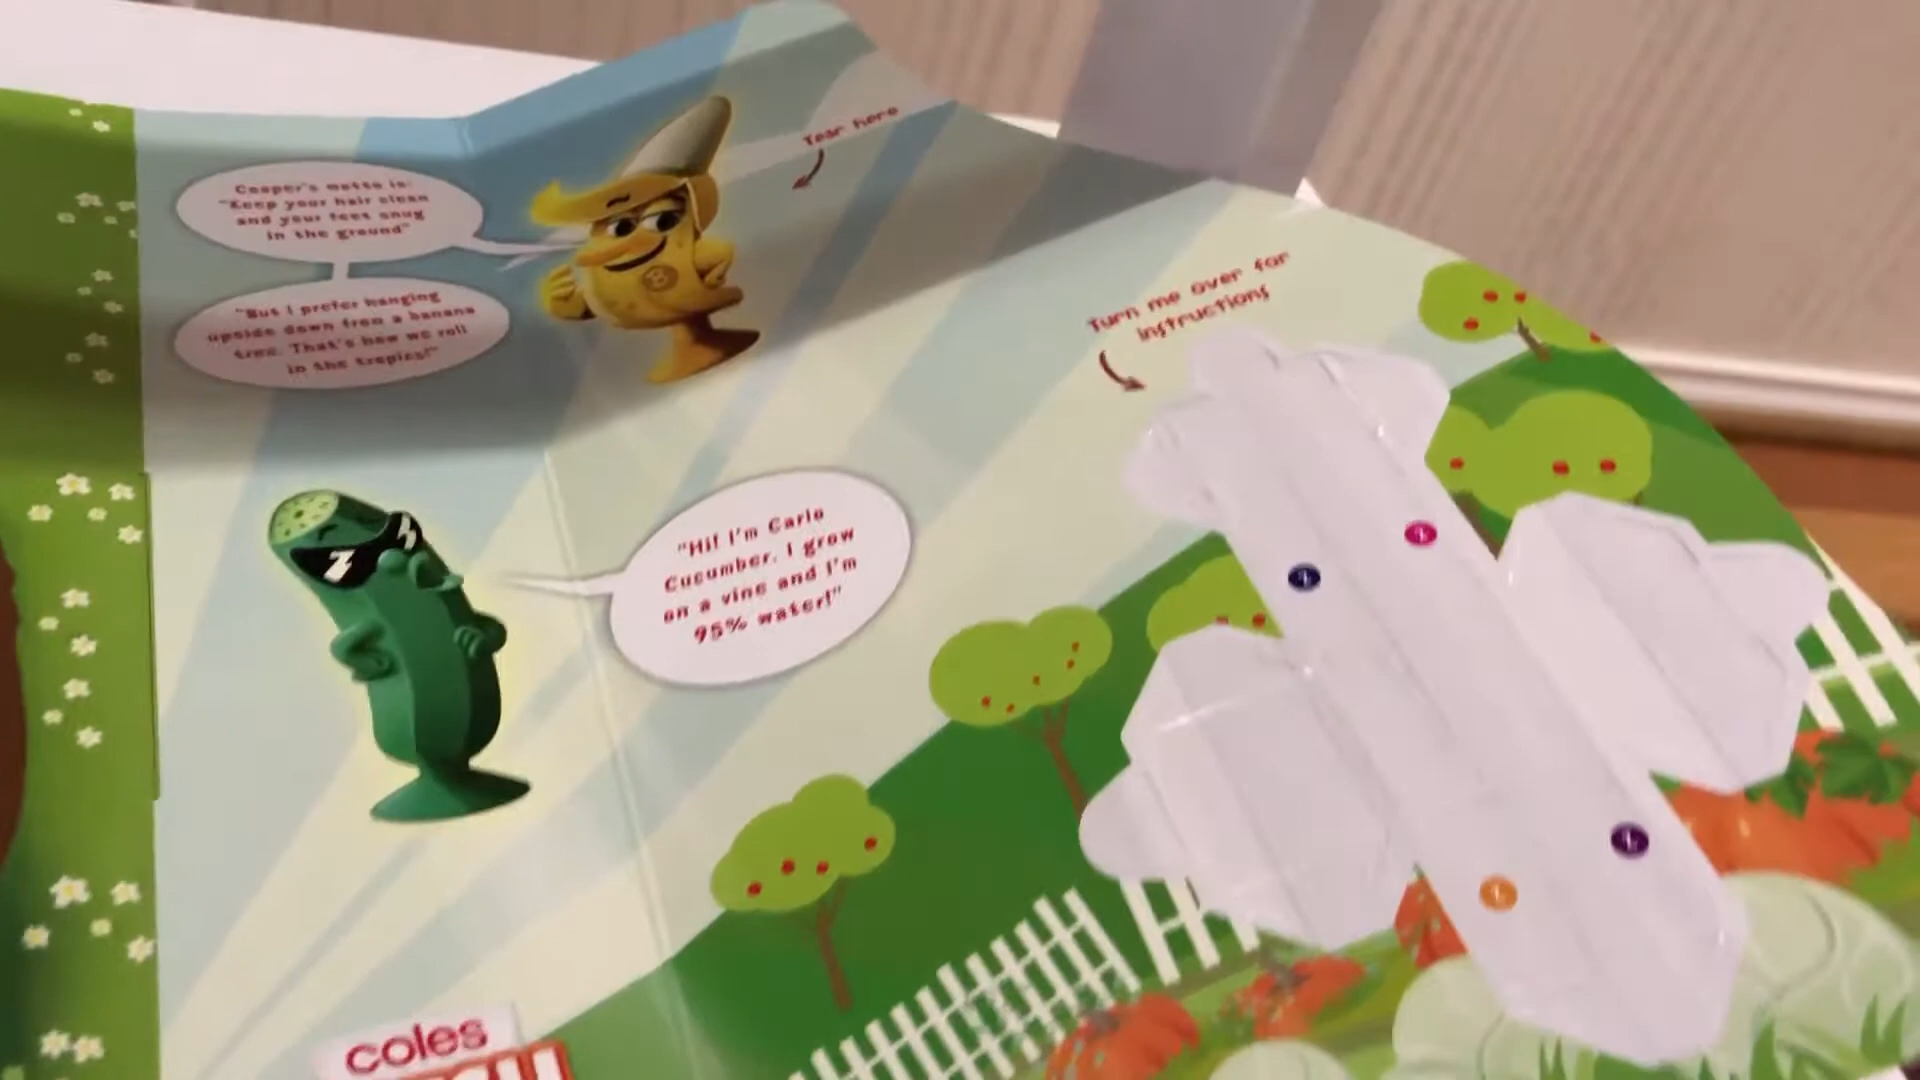 Tear here
Cooper's motto is:
"Keep your hair clean
and your feet snug
in the ground"
"But I prefer hanging
upside down from a banana
tree. That's how we roll
in the tropics!"
Turn me over for
instructions
"Hi! I'm Carlo
Cucumber. I grow
on a vine and I'm
95% water!"
coles